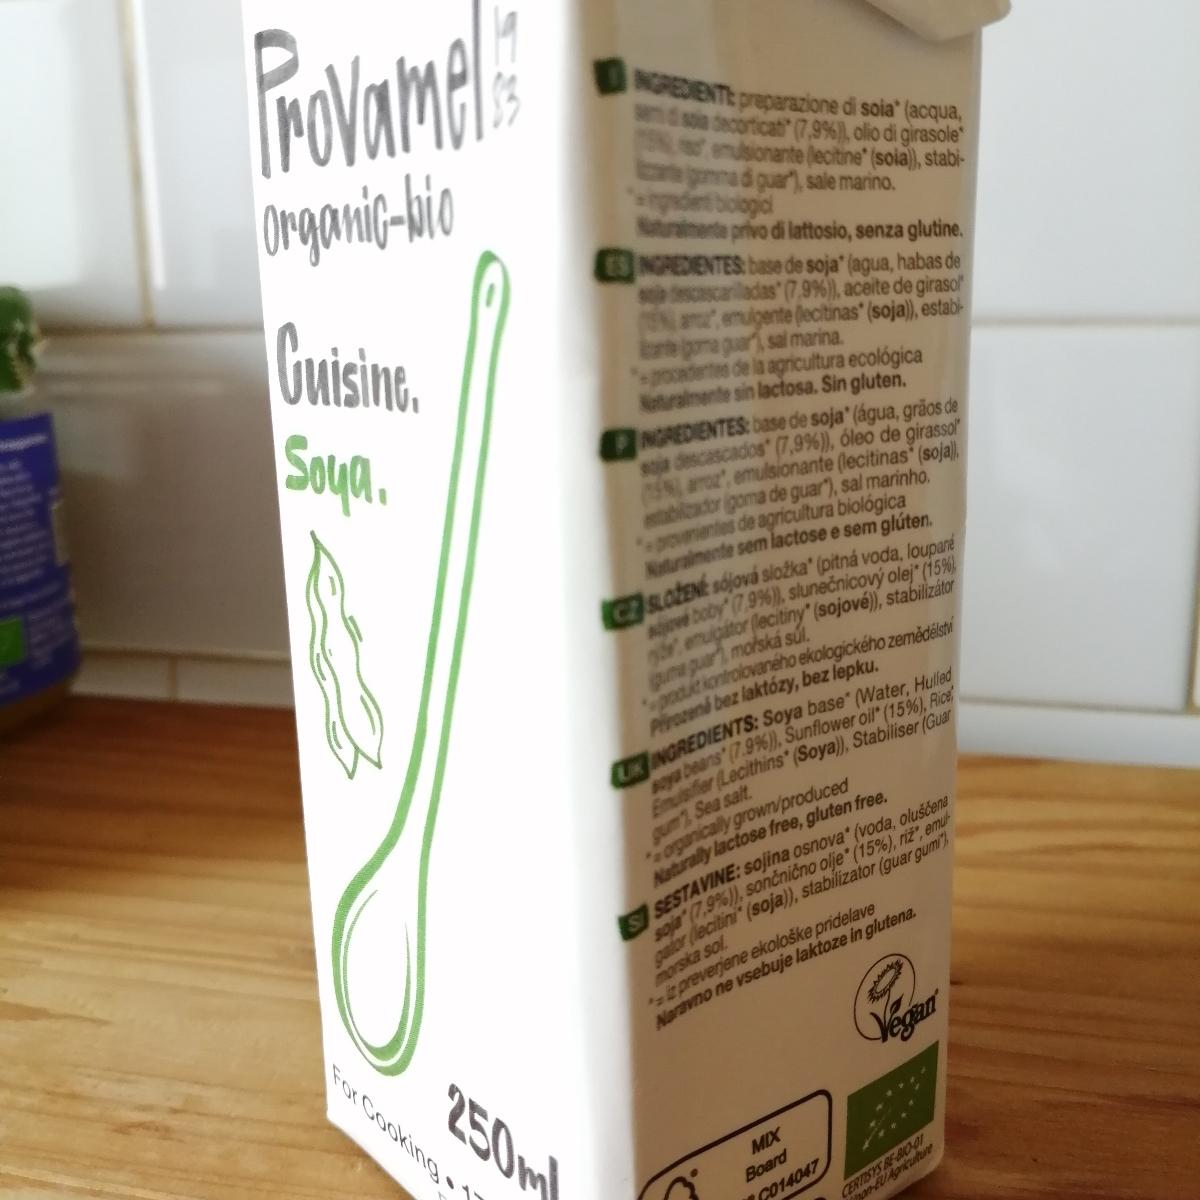 Provamel
19
83
organic-bio
Cuisine.
Soya.
For Cooking • 
250ml
I INGREDIENTI: preparazione di soia* (acqua,
semi di soia decorticati* (7,9%)), olio di girasole*
(15%), riso*, emulsionante (lecitine* (soia)), stabi-
lizzante (gomma di guar*), sale marino.
* = ingredienti biologici
Naturalmente privo di lattosio, senza glutine.
ES INGREDIENTES: base de soja* (agua, habas de
soja descascarilladas* (7,9%)), aceite de girasol*
(15%), arroz*, emulgente (lecitinas* (soja)), estabi-
lizante (goma guar*), sal marina.
* = procedentes de la agricultura ecológica
Naturalmente sin lactosa. Sin gluten.
P INGREDIENTES: base de soja* (água, grãos de
soja descascados* (7,9%)), óleo de girassol*
(15%), arroz*, emulsionante (lecitinas* (soja)),
estabilizador (goma de guar*), sal marinho.
* = provenientes de agricultura biológica
Naturalmente sem lactose e sem glúten.
CZ SLOŽENÍ: sójová složka* (pitná voda, loupané
sójové boby* (7,9%)), slunečnicový olej* (15%),
rýže*, emulgátor (lecitiny* (sojové)), stabilizátor
(guma guar*), mořská sůl.
* = produkt kontrolovaného ekologického zemědělství
Přirozeně bez laktózy, bez lepku.
UK INGREDIENTS: Soya base* (Water, Hulled
soya beans* (7.9%)), Sunflower oil* (15%), Rice*,
Emulsifier (Lecithins* (Soya)), Stabiliser (Guar
gum*), Sea salt.
* = organically grown/produced
Naturally lactose free, gluten free.
SI SESTAVINE: sojina osnova* (voda, oluščena
soja* (7,9%)), sončnično olje* (15%), riž*, emul-
gator (lecitini* (soja)), stabilizator (guar gumi*),
morska sol.
* = iz preverjene ekološke pridelave
Naravno ne vsebuje laktoze in glutena.
Vegan
MIX
Board
C014047
CERTISYS BE-BIO-01
non-EU Agriculture